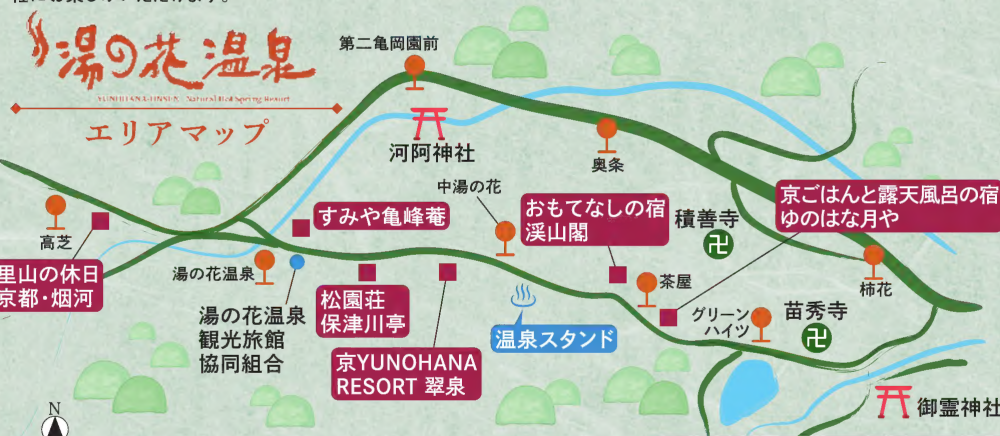 湯の花温泉
YUNOHANA ONSEN Natural Hot Spring Resort
エリアマップ
第二亀岡園前
河阿神社
奥条
中湯の花
高芝
すみや亀峰菴
おもてなしの宿
渓山閣
積善寺
京ごはんと露天風呂の宿
ゆのはな月や
里山の休日
京都・烟河
湯の花温泉
湯の花温泉
観光旅館
協同組合
松園荘
保津川亭
京YUNOHANA
RESORT 翠泉
温泉スタンド
茶屋
グリーン
ハイツ
苗秀寺
柿花
御霊神社
N